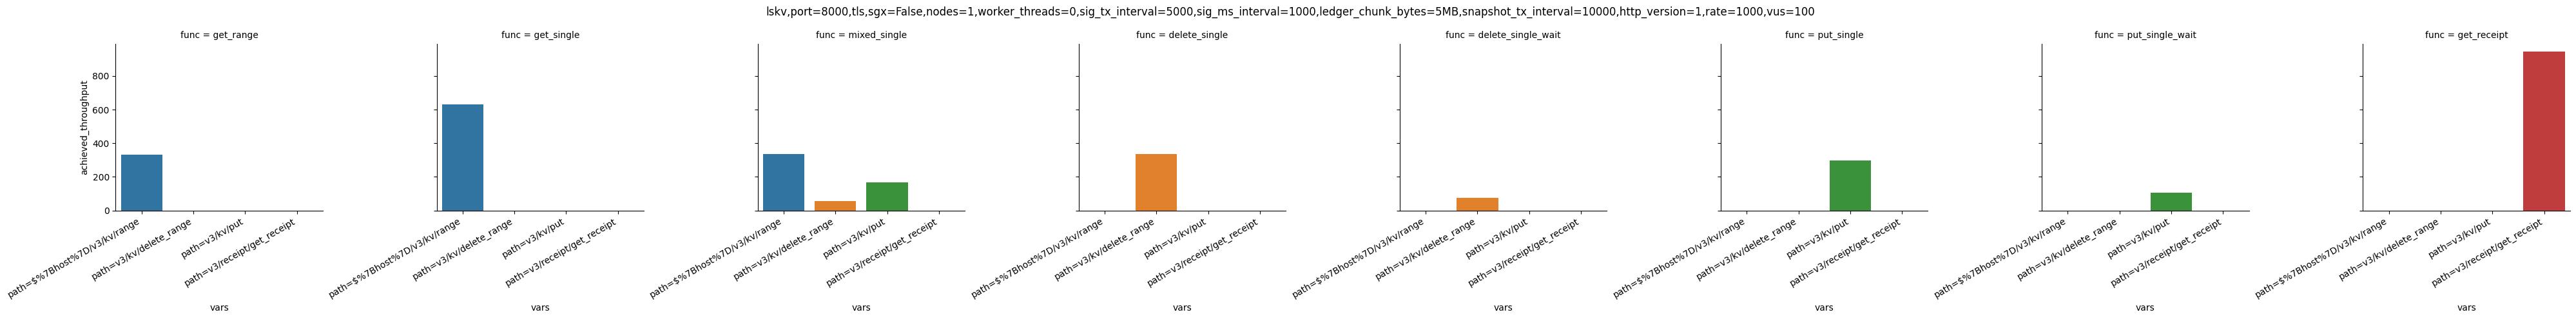 lskv,port=8000,tls,sgx=False,nodes=1,worker_threads=0,sig_tx_interval=5000,sig_ms_interval=1000,ledger_chunk_bytes=5MB,snapshot_tx_interval=10000,http_version=1,rate=1000,vus=100
func = get_range
func = get_single
func = mixed_single
func = delete_single
func = delete_single_wait
func = put_single
func = put_single_wait
func = get_receipt
achieved_throughput
800
600
400
200
0
path=$%7Bhost%7D/v3/kv/range
path=v3/kv/delete_range
path=v3/kv/put
path=v3/receipt/get_receipt
path=$%7Bhost%7D/v3/kv/range
path=v3/kv/delete_range
path=v3/kv/put
path=v3/receipt/get_receipt
path=$%7Bhost%7D/v3/kv/range
path=v3/kv/delete_range
path=v3/kv/put
path=v3/receipt/get_receipt
path=$%7Bhost%7D/v3/kv/range
path=v3/kv/delete_range
path=v3/kv/put
path=v3/receipt/get_receipt
path=$%7Bhost%7D/v3/kv/range
path=v3/kv/delete_range
path=v3/kv/put
path=v3/receipt/get_receipt
path=$%7Bhost%7D/v3/kv/range
path=v3/kv/delete_range
path=v3/kv/put
path=v3/receipt/get_receipt
path=$%7Bhost%7D/v3/kv/range
path=v3/kv/delete_range
path=v3/kv/put
path=v3/receipt/get_receipt
path=$%7Bhost%7D/v3/kv/range
path=v3/kv/delete_range
path=v3/kv/put
path=v3/receipt/get_receipt
vars
vars
vars
vars
vars
vars
vars
vars